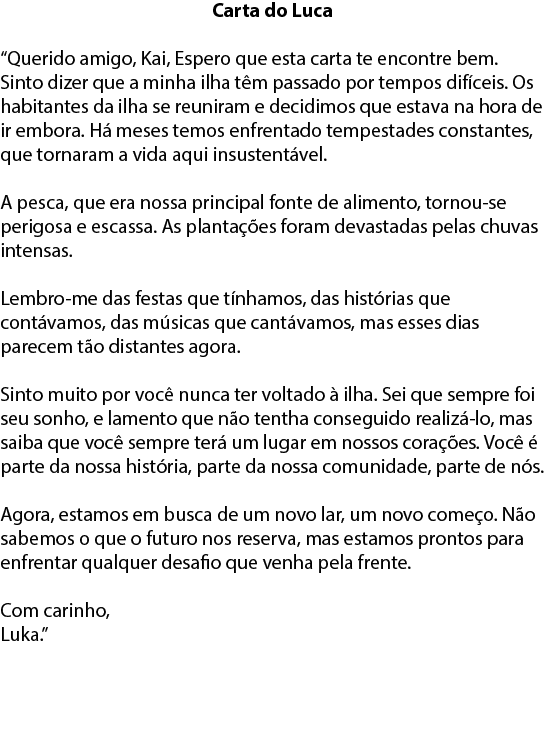 Carta do Luca
“Querido amigo, Kai, Espero que esta carta te encontre bem.
Sinto dizer que a minha ilha têm passado por tempos difíceis. Os
habitantes da ilha se reuniram e decidimos que estava na hora de
ir embora. Há meses temos enfrentado tempestades constantes,
que tornaram a vida aqui insustentável.
A pesca, que era nossa principal fonte de alimento, tornou-se
perigosa e escassa. As plantações foram devastadas pelas chuvas
intensas.
Lembro-me das festas que tínhamos, das histórias que
contávamos, das músicas que cantávamos, mas esses dias
parecem tão distantes agora.
Sinto muito por você nunca ter voltado à ilha. Sei que sempre foi
seu sonho, e lamento que não tentha conseguido realizá-lo, mas
saiba que você sempre terá um lugar em nossos corações. Você é
parte da nossa história, parte da nossa comunidade, parte de nós.
Agora, estamos em busca de um novo lar, um novo começo. Não
sabemos o que o futuro nos reserva, mas estamos prontos para
enfrentar qualquer desafio que venha pela frente.
Com carinho,
Luka.”